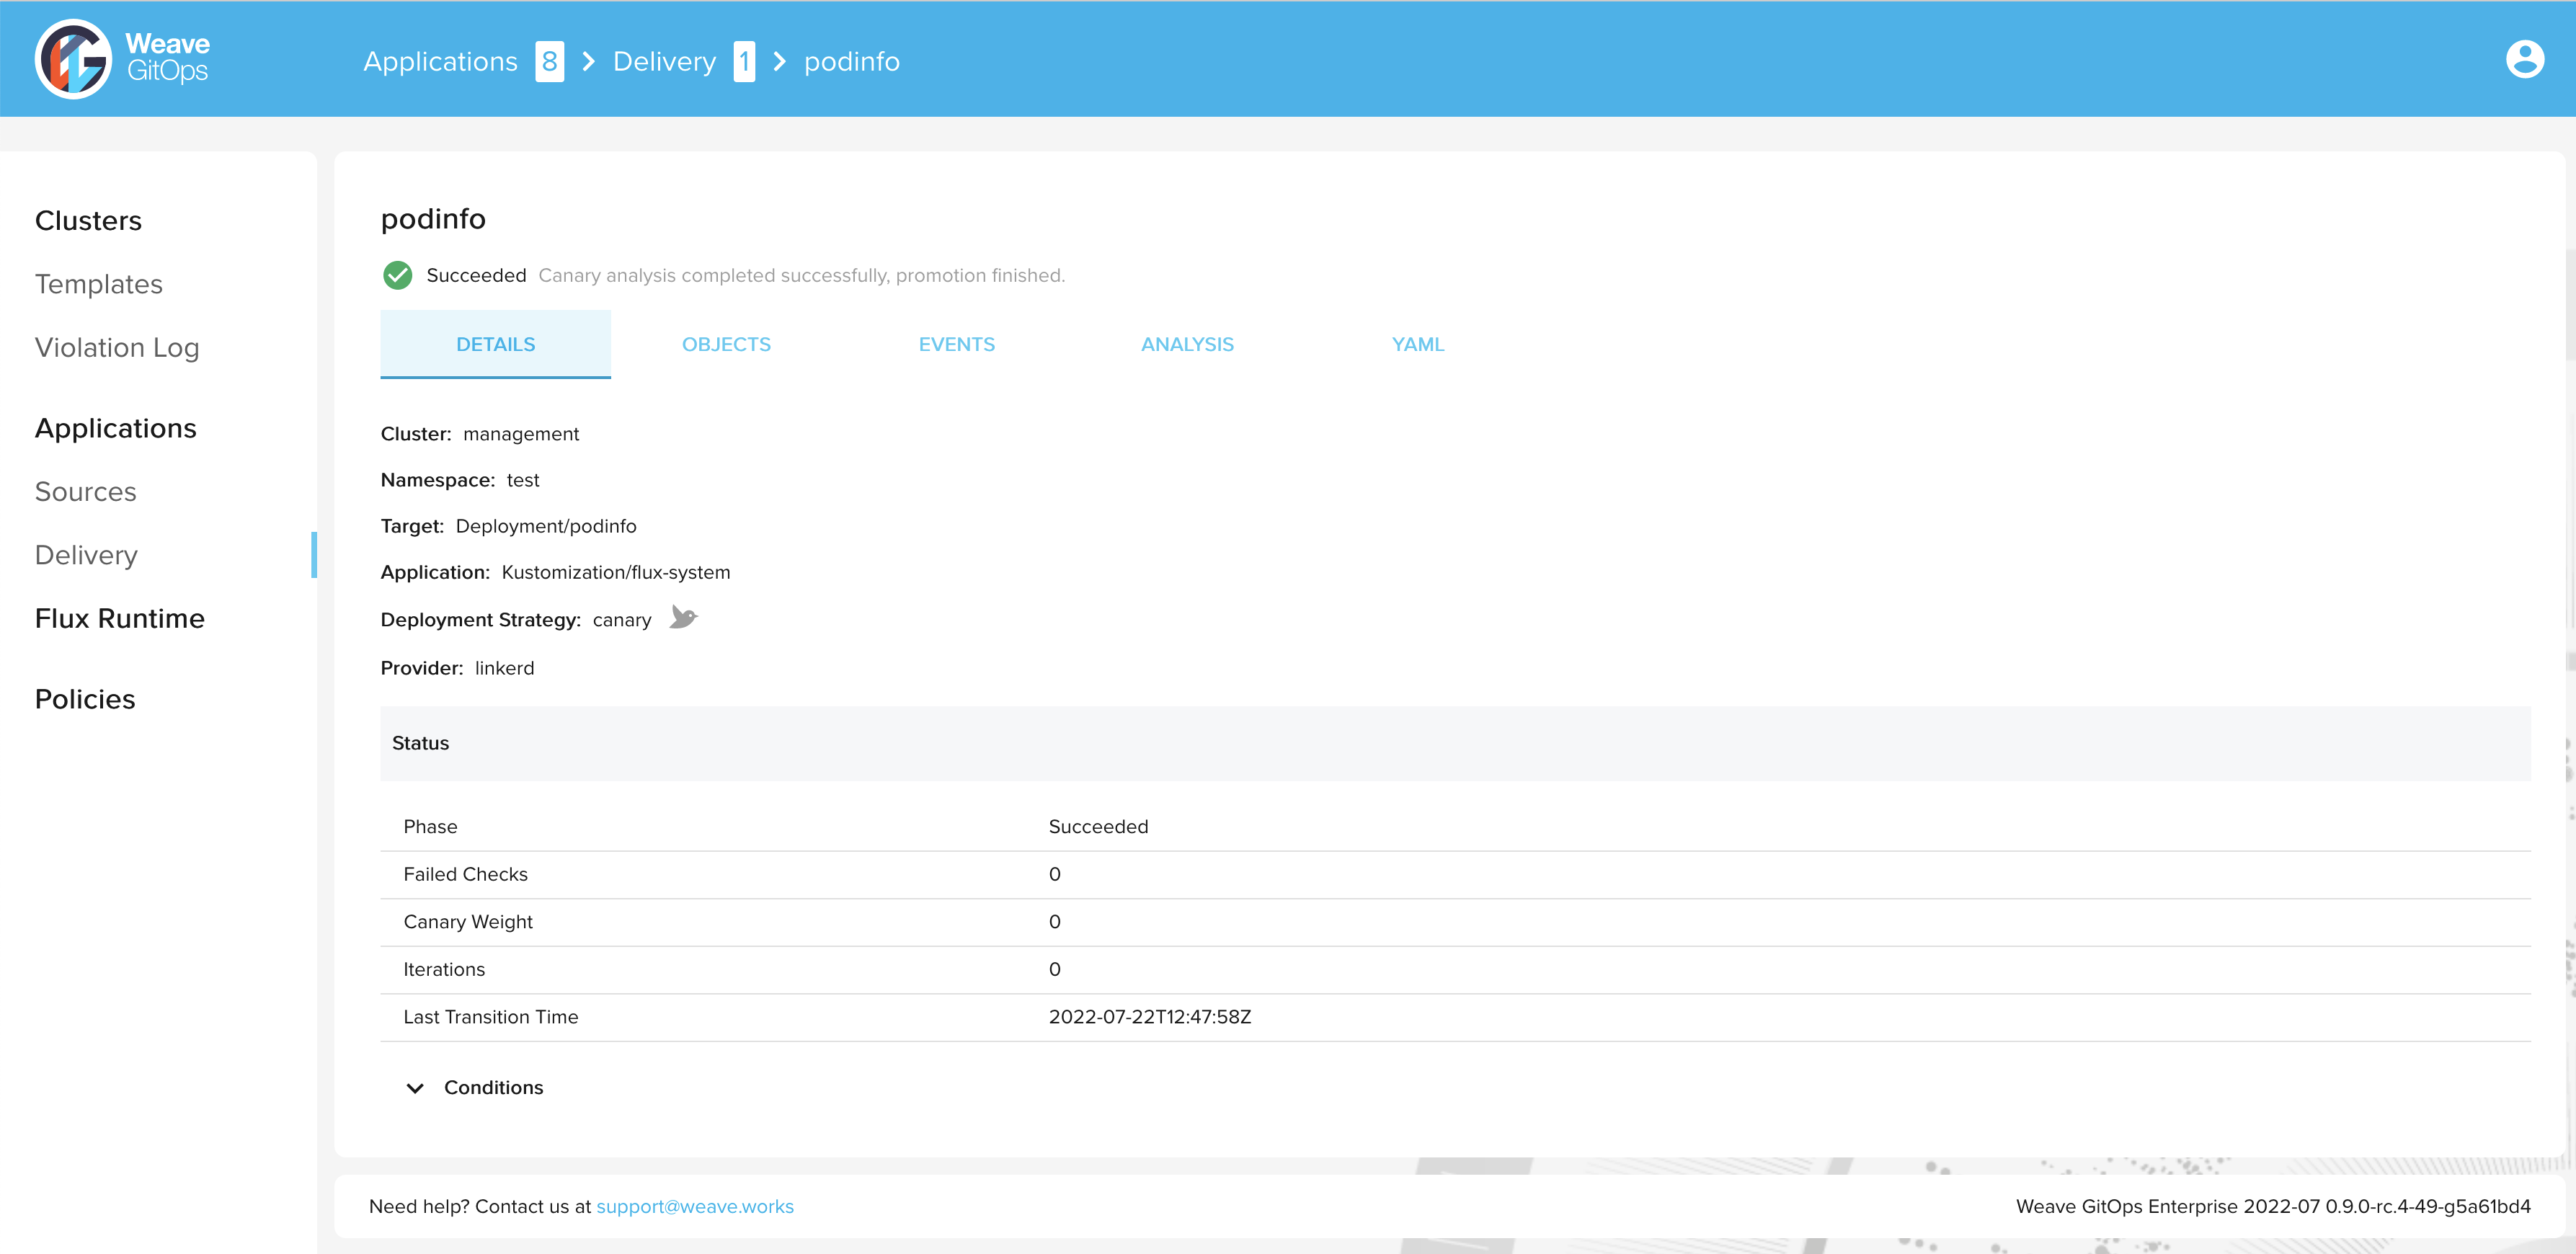 Weave
GitOps
Applications 8 > Delivery 1 > podinfo
Clusters
Templates
Violation Log
Applications
Sources
Delivery
Flux Runtime
Policies
podinfo
Succeeded Canary analysis completed successfully, promotion finished.
DETAILS OBJECTS EVENTS ANALYSIS YAML
Cluster: management
Namespace: test
Target: Deployment/podinfo
Application: Kustomization/flux-system
Deployment Strategy: canary
Provider: linkerd
Status
Phase Succeeded
Failed Checks 0
Canary Weight 0
Iterations 0
Last Transition Time 2022-07-22T12:47:58Z
Conditions
Need help? Contact us at support@weave.works
Weave GitOps Enterprise 2022-07 0.9.0-rc.4-49-g5a61bd4